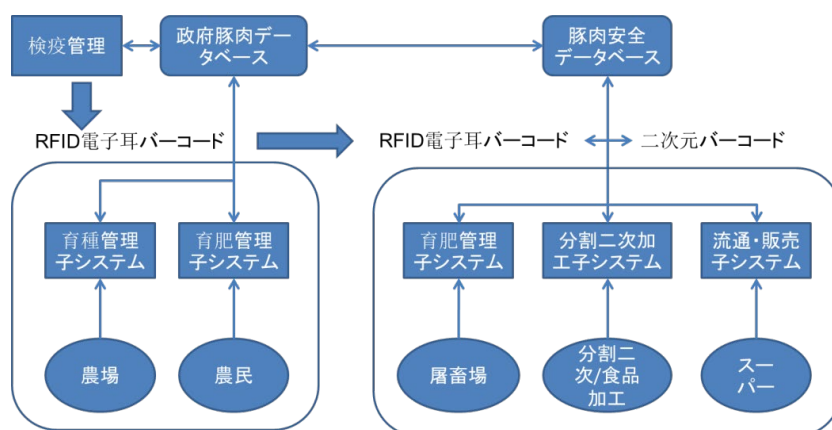 検疫管理
政府豚肉デー
タベース
豚肉安全
データベース
RFID電子耳バーコード
RFID電子耳バーコード
二次元バーコード
育種管理
子システム
育肥管理
子システム
育肥管理
子システム
分割二次加
工子システム
流通・販売
子システム
農場
農民
屠畜場
分割二
次/食品
加工
スー
パー